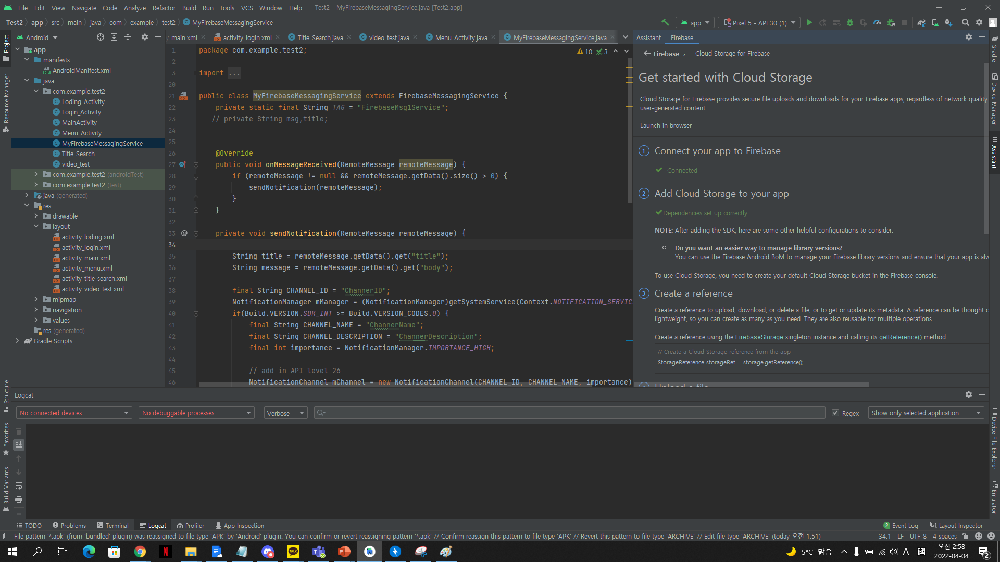 File Edit View Navigate Code Analyze Refactor Build Run Tools VCS Window Help Test2 - MyFirebaseMessagingService.java [Test2.app]
Test2 app src main java com example test2 MyFirebaseMessagingService app Pixel 5 - API 30 (1)
Android
_main.xml activity_login.xml Title_Search.java video_test.java Menu_Activity.java MyFirebaseMessagingService.java
Assistant Firebase
Project
Resource Manager
Structure
Favorites
Build Variants
app
manifests
AndroidManifest.xml
java
com.example.test2
Loding_Activity
Login_Activity
MainActivity
Menu_Activity
MyFirebaseMessagingService
Title_Search
video_test
com.example.test2 (androidTest)
com.example.test2 (test)
java (generated)
res
drawable
layout
activity_loding.xml
activity_login.xml
activity_main.xml
activity_menu.xml
activity_title_search.xml
activity_video_test.xml
mipmap
navigation
values
res (generated)
Gradle Scripts
10 3
1 package com.example.test2;
2
3 import ...
20
21 public class MyFirebaseMessagingService extends FirebaseMessagingService {
22 private static final String TAG = "FirebaseMsg1Service";
23 // private String msg,title;
24
25
26 @Override
27 public void onMessageReceived(RemoteMessage remoteMessage) {
28 if (remoteMessage != null && remoteMessage.getData().size() > 0) {
29 sendNotification(remoteMessage);
30 }
31 }
32
33 @ private void sendNotification(RemoteMessage remoteMessage) {
34
35 String title = remoteMessage.getData().get("title");
36 String message = remoteMessage.getData().get("body");
37
38 final String CHANNEL_ID = "ChannerID";
39 NotificationManager mManager = (NotificationManager)getSystemService(Context.NOTIFICATION_SERVIC
40 if(Build.VERSION.SDK_INT >= Build.VERSION_CODES.O) {
41 final String CHANNEL_NAME = "ChannerName";
42 final String CHANNEL_DESCRIPTION = "ChannerDescription";
43 final int importance = NotificationManager.IMPORTANCE_HIGH;
44
45 // add in API level 26
46 NotificationChannel mChannel = new NotificationChannel(CHANNEL_ID, CHANNEL_NAME, importance)
Firebase › Cloud Storage for Firebase
Get started with Cloud Storage
Cloud Storage for Firebase provides secure file uploads and downloads for your Firebase apps, regardless of network quality.
user-generated content.
Launch in browser
1 Connect your app to Firebase
Connected
2 Add Cloud Storage to your app
Dependencies set up correctly
NOTE: After adding the SDK, here are some other helpful configurations to consider:
Do you want an easier way to manage library versions?
You can use the Firebase Android BoM to manage your Firebase library versions and ensure that your app is alw
To use Cloud Storage, you need to create your default Cloud Storage bucket in the Firebase console.
3 Create a reference
Create a reference to upload, download, or delete a file, or to get or update its metadata. A reference can be thought o
lightweight, so you can create as many as you need. They are also reusable for multiple operations.
Create a reference using the FirebaseStorage singleton instance and calling its getReference() method.
// Create a Cloud Storage reference from the app
StorageReference storageRef = storage.getReference();
Upload a file
Gradle
Device Manager
Assistant
Device File Explorer
Emulator
Logcat
No connected devices No debuggable processes Verbose Regex Show only selected application
TODO Problems Terminal Logcat Profiler App Inspection 2 Event Log Layout Inspector
File pattern '*.apk' (from 'bundled' plugin) was reassigned to file type 'APK' by 'Android' plugin: You can confirm or revert reassigning pattern '*.apk' // Confirm reassign this pattern to file type 'APK' // Revert this pattern to file type 'ARCHIVE' // Edit file type 'ARCHIVE' (today 오전 1:51) 34:1 LF UTF-8 4 spaces
TALK
5°C 맑음 A 오전 2:58
2022-04-04 2